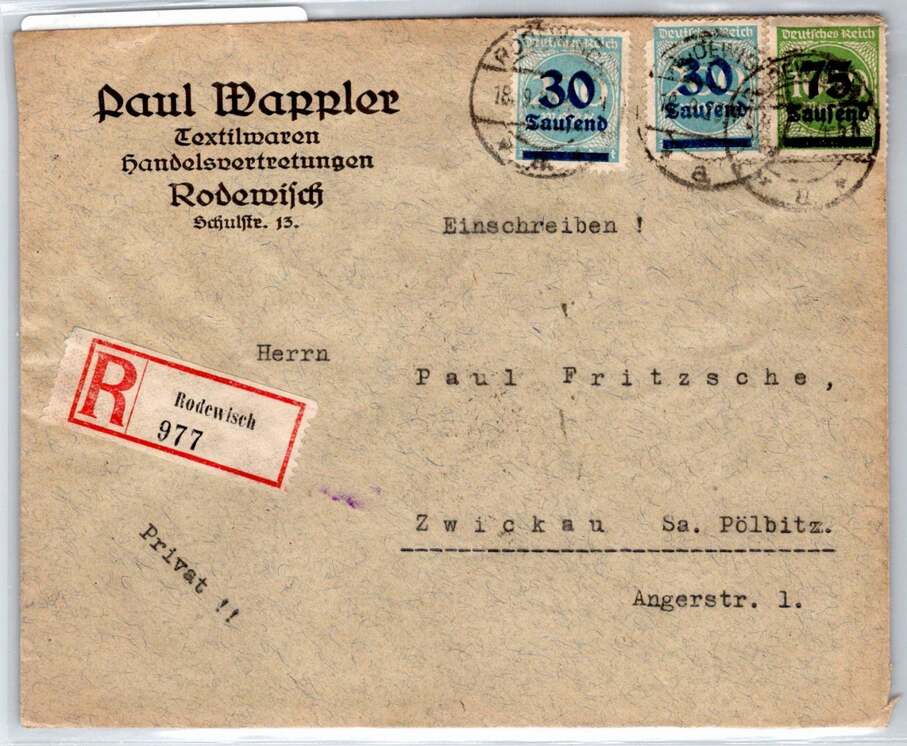 Paul Wappler
Textilwaren
Handelsvertretungen
Rodewisch
Schulstr. 13.
Deutsches Reich
30
Tausend
Deutsches Reich
30
Tausend
Deutsches Reich
75
Tausend
RODEWISCH
a
Einschreiben !
Herrn
Paul Fritzsche,
R
Rodewisch
977
Zwickau Sa. Pölbitz.
Privat !!
Angerstr. 1.